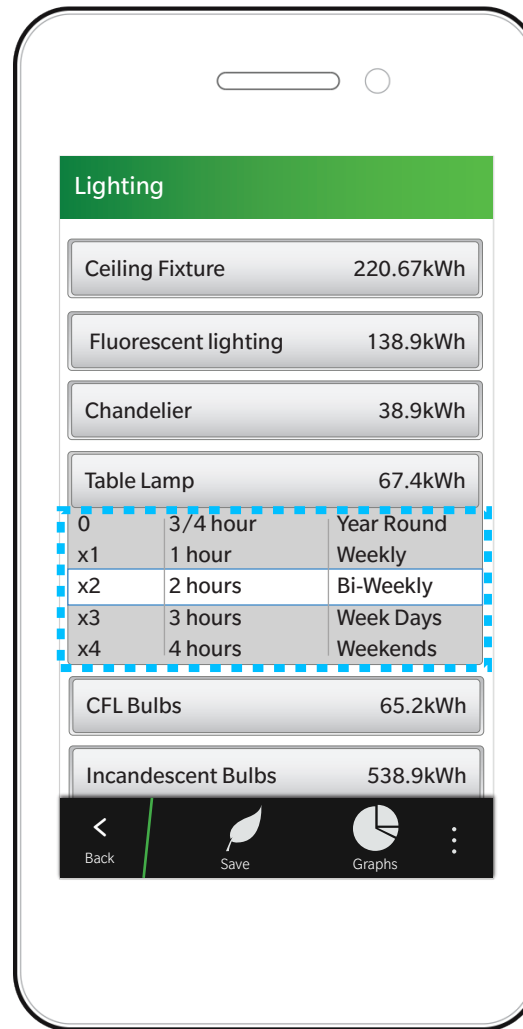 Lighting
Ceiling Fixture 220.67kWh
Fluorescent lighting 138.9kWh
Chandelier 38.9kWh
Table Lamp 67.4kWh
0 3/4 hour Year Round
x1 1 hour Weekly
x2 2 hours Bi-Weekly
x3 3 hours Week Days
x4 4 hours Weekends
CFL Bulbs 65.2kWh
Incandescent Bulbs 538.9kWh
Back Save Graphs